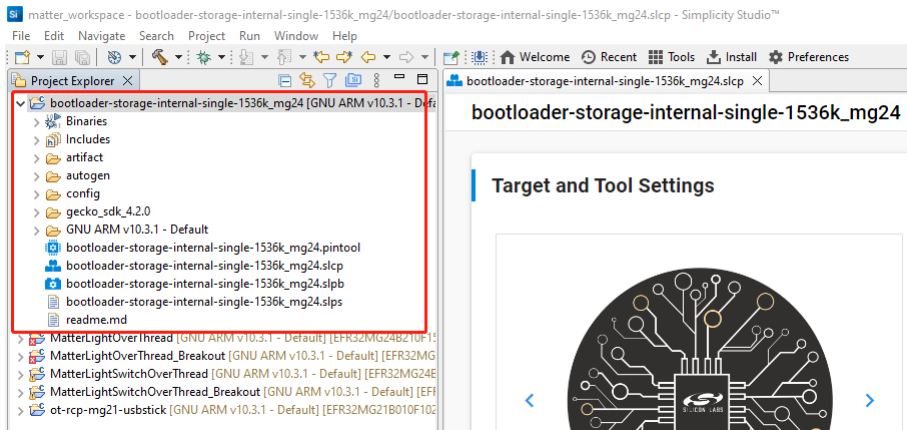 matter_workspace - bootloader-storage-internal-single-1536k_mg24/bootloader-storage-internal-single-1536k_mg24.slcp - Simplicity Studio™
File Edit Navigate Search Project Run Window Help
Welcome Recent Tools Install Preferences
Project Explorer
bootloader-storage-internal-single-1536k_mg24.slcp
bootloader-storage-internal-single-1536k_mg24 [GNU ARM v10.3.1 - Defa
Binaries
Includes
artifact
autogen
config
gecko_sdk_4.2.0
GNU ARM v10.3.1 - Default
bootloader-storage-internal-single-1536k_mg24.pintool
bootloader-storage-internal-single-1536k_mg24.slcp
bootloader-storage-internal-single-1536k_mg24.slpb
bootloader-storage-internal-single-1536k_mg24.slps
readme.md
MatterLightOverThread [GNU ARM v10.3.1 - Default] [EFR32MG24B210F15
MatterLightOverThread_Breakout [GNU ARM v10.3.1 - Default] [EFR32MG
MatterLightSwitchOverThread [GNU ARM v10.3.1 - Default] [EFR32MG24B
MatterLightSwitchOverThread_Breakout [GNU ARM v10.3.1 - Default] [EFF
ot-rcp-mg21-usbstick [GNU ARM v10.3.1 - Default] [EFR32MG21B010F102
bootloader-storage-internal-single-1536k_mg24
Target and Tool Settings
SILICON LABS